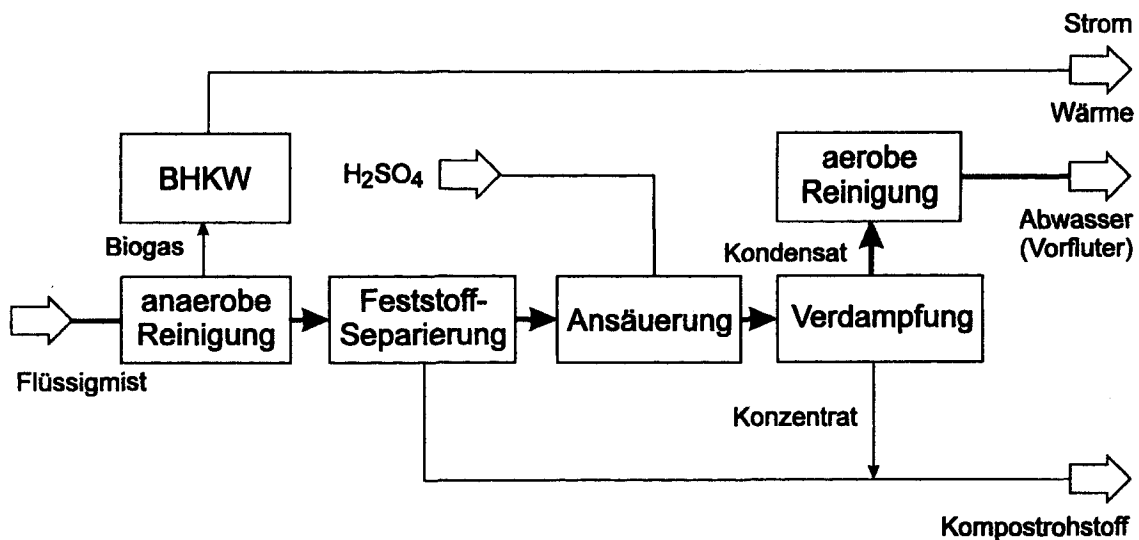 Strom
Wärme
BHKW
H₂SO₄
aerobe
Reinigung
Abwasser
(Vorfluter)
Biogas
Kondensat
anaerobe
Reinigung
Feststoff-
Separierung
Ansäuerung
Verdampfung
Flüssigmist
Konzentrat
Kompostrohstoff